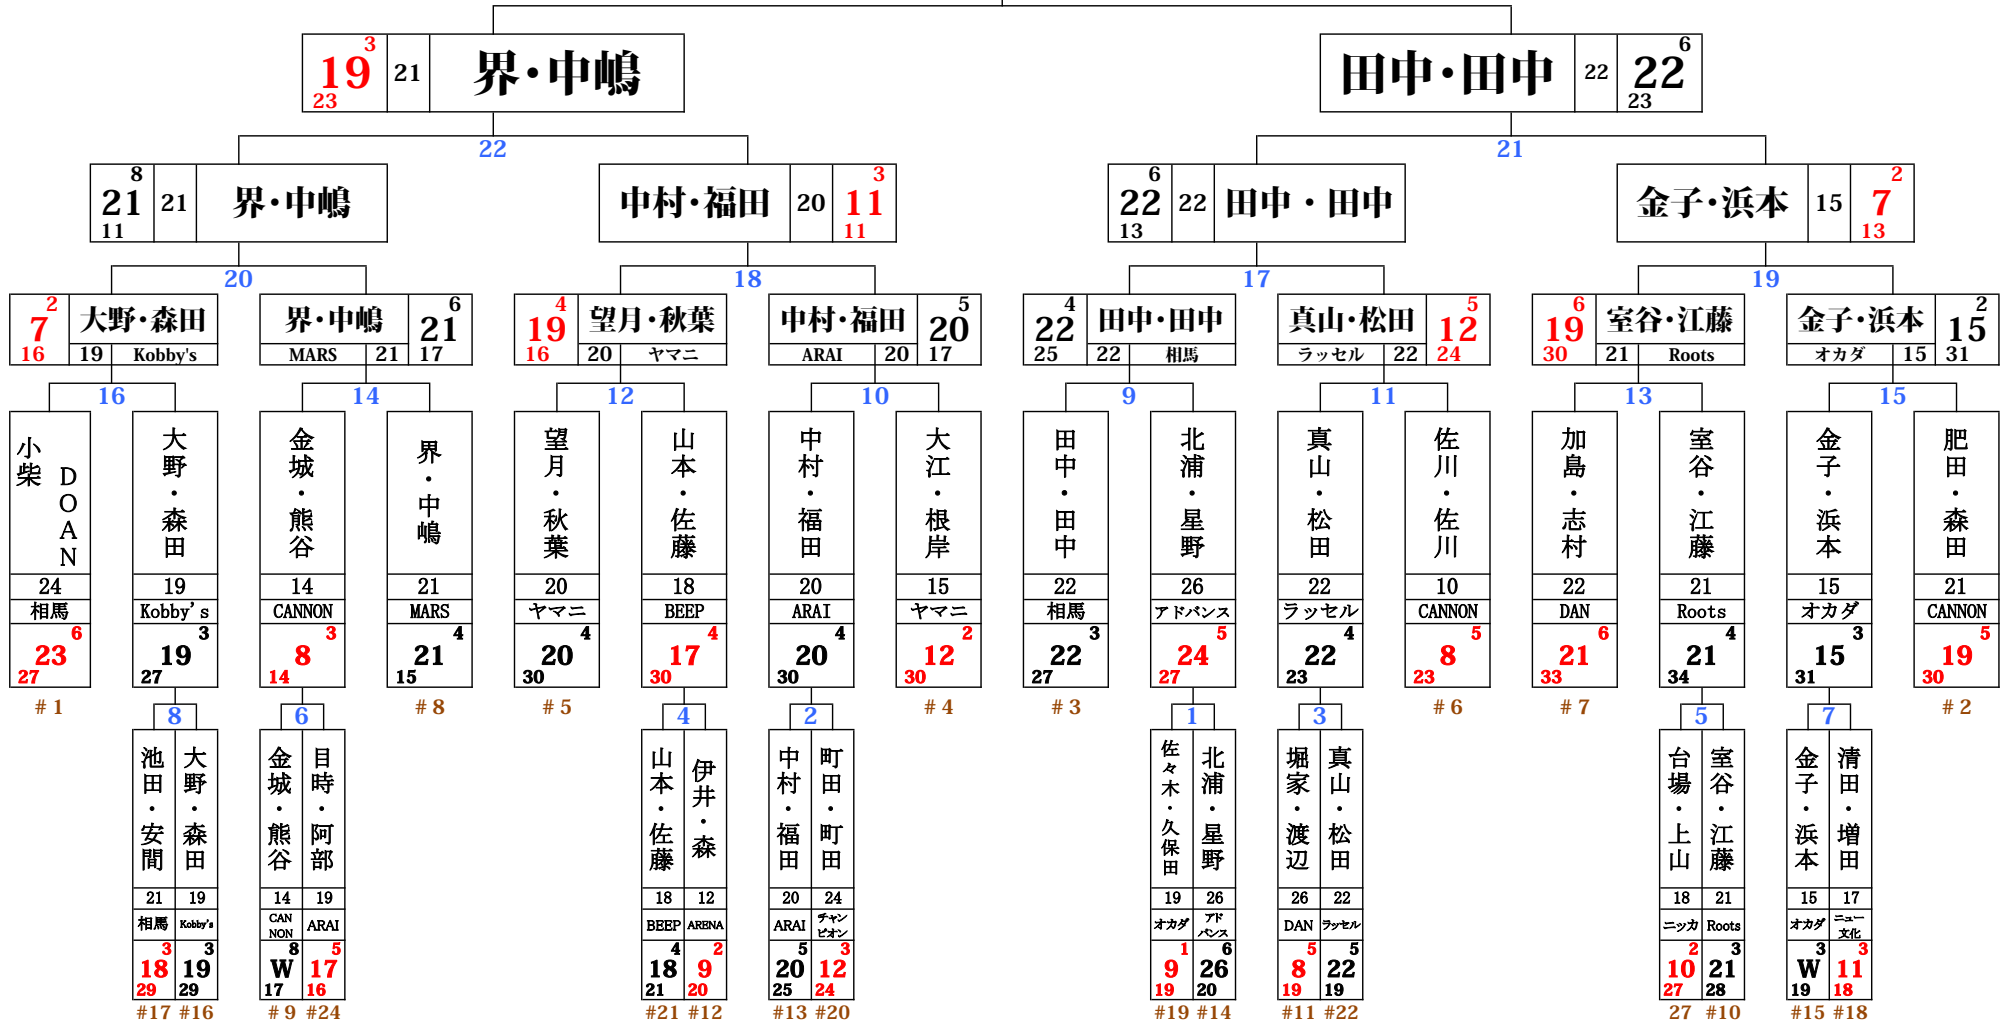 3
19
23
21
界・中嶋
田中・田中
22
6
22
23
22
21
8
21
11
21
界・中嶋
中村・福田
20
3
11
11
6
22
13
22
田中・田中
金子・浜本
15
2
7
13
20
18
17
19
2
7
16
大野・森田
19
Kobby's
界・中嶋
MARS
21
6
21
17
4
19
16
望月・秋葉
20
ヤマニ
中村・福田
ARAI
20
5
20
17
4
22
25
田中・田中
22
相馬
真山・松田
ラッセル
22
5
12
24
6
19
30
室谷・江藤
21
Roots
金子・浜本
オカダ
15
2
15
31
16
14
12
10
9
11
13
15
小柴
DOAN
24
相馬
6
23
27
#1
大野・森田
19
Kobby's
3
19
27
金城・熊谷
14
CANNON
3
8
14
界・中嶋
21
MARS
4
21
15
#8
望月・秋葉
20
ヤマニ
4
20
30
#5
山本・佐藤
18
BEEP
4
17
30
中村・福田
20
ARAI
4
20
30
大江・根岸
15
ヤマニ
2
12
30
#4
田中・田中
22
相馬
3
22
27
#3
北浦・星野
26
アドバンス
5
24
27
真山・松田
22
ラッセル
4
22
23
佐川・佐川
10
CANNON
5
8
23
#6
加島・志村
22
DAN
6
21
33
#7
室谷・江藤
21
Roots
4
21
34
金子・浜本
15
オカダ
3
15
31
肥田・森田
21
CANNON
5
19
30
#2
8
6
4
2
1
3
5
7
池田・安間
21
相馬
3
18
29
#17
大野・森田
19
Kobby's
3
19
29
#16
金城・熊谷
14
CAN
NON
8
W
17
#9
目時・阿部
19
ARAI
5
17
16
#24
山本・佐藤
18
BEEP
4
18
21
#21
伊井・森
12
ARENA
2
9
20
#12
中村・福田
20
ARAI
5
20
25
#13
町田・町田
24
チャン
ピオン
3
12
24
#20
佐々木・久保田
19
オカダ
1
9
19
#19
北浦・星野
26
アド
バンス
6
26
20
#14
堀家・渡辺
26
DAN
5
8
19
#11
真山・松田
22
ラッセル
5
22
19
#22
台場・上山
18
ニッカ
2
10
27
27
室谷・江藤
21
Roots
3
21
28
#10
金子・浜本
15
オカダ
3
W
19
#15
清田・増田
17
ニュー
文化
3
11
18
#18